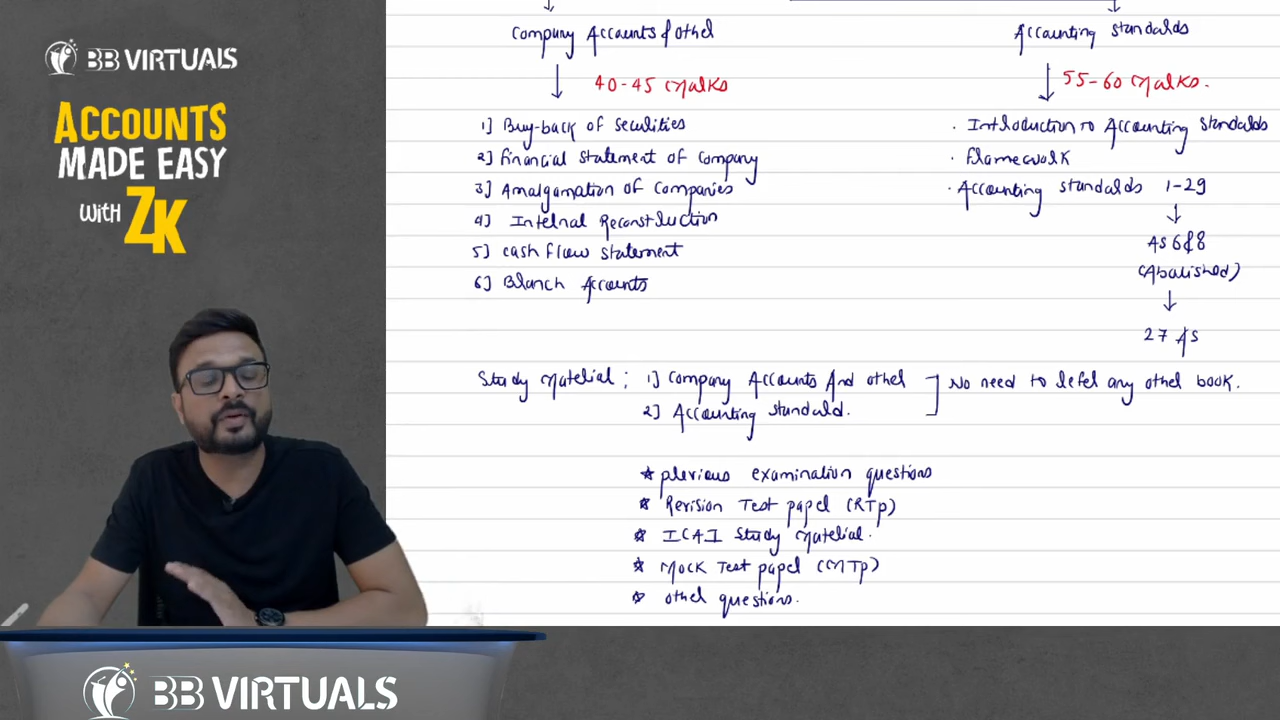 BB VIRTUALS
ACCOUNTS
MADE EASY
with ZK
Company Accounts & other
40-45 Marks
1] Buy-back of Securities
2] Financial Statement of Company
3] Amalgamation of Companies
4] Internal Reconstruction
5] Cash flow Statement
6] Branch Accounts
Accounting Standards
55-60 Marks.
· Introduction to Accounting Standards
· Framework
· Accounting Standards 1-29
AS 6 & 8
(Abolished)
27 AS
Study Material : 1] Company Accounts And other
2] Accounting Standard.
No need to refer any other book.
* previous examination questions
* Revision Test paper (RTP)
* ICAI Study Material.
* Mock Test paper (MTP)
* other questions.
BB VIRTUALS